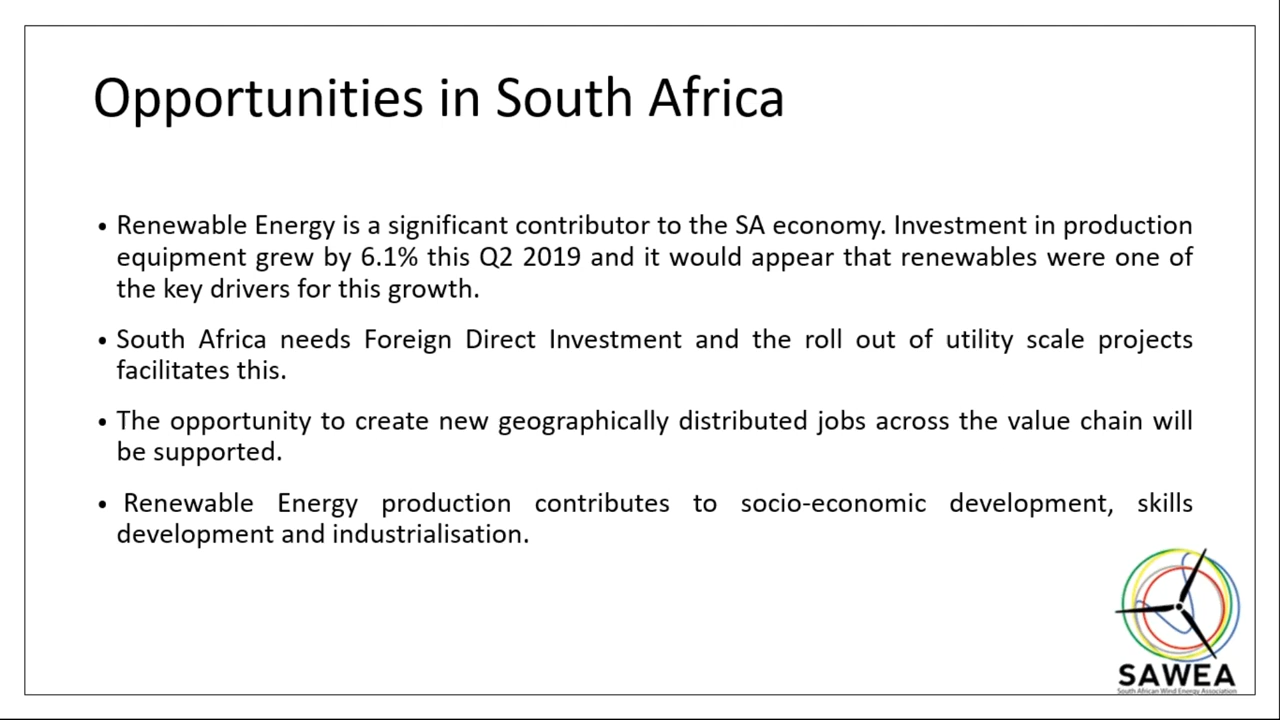 Opportunities in South Africa
• Renewable Energy is a significant contributor to the SA economy. Investment in production
equipment grew by 6.1% this Q2 2019 and it would appear that renewables were one of
the key drivers for this growth.
• South Africa needs Foreign Direct Investment and the roll out of utility scale projects
facilitates this.
• The opportunity to create new geographically distributed jobs across the value chain will
be supported.
• Renewable Energy production contributes to socio-economic development, skills
development and industrialisation.
SAWEA
South African Wind Energy Association